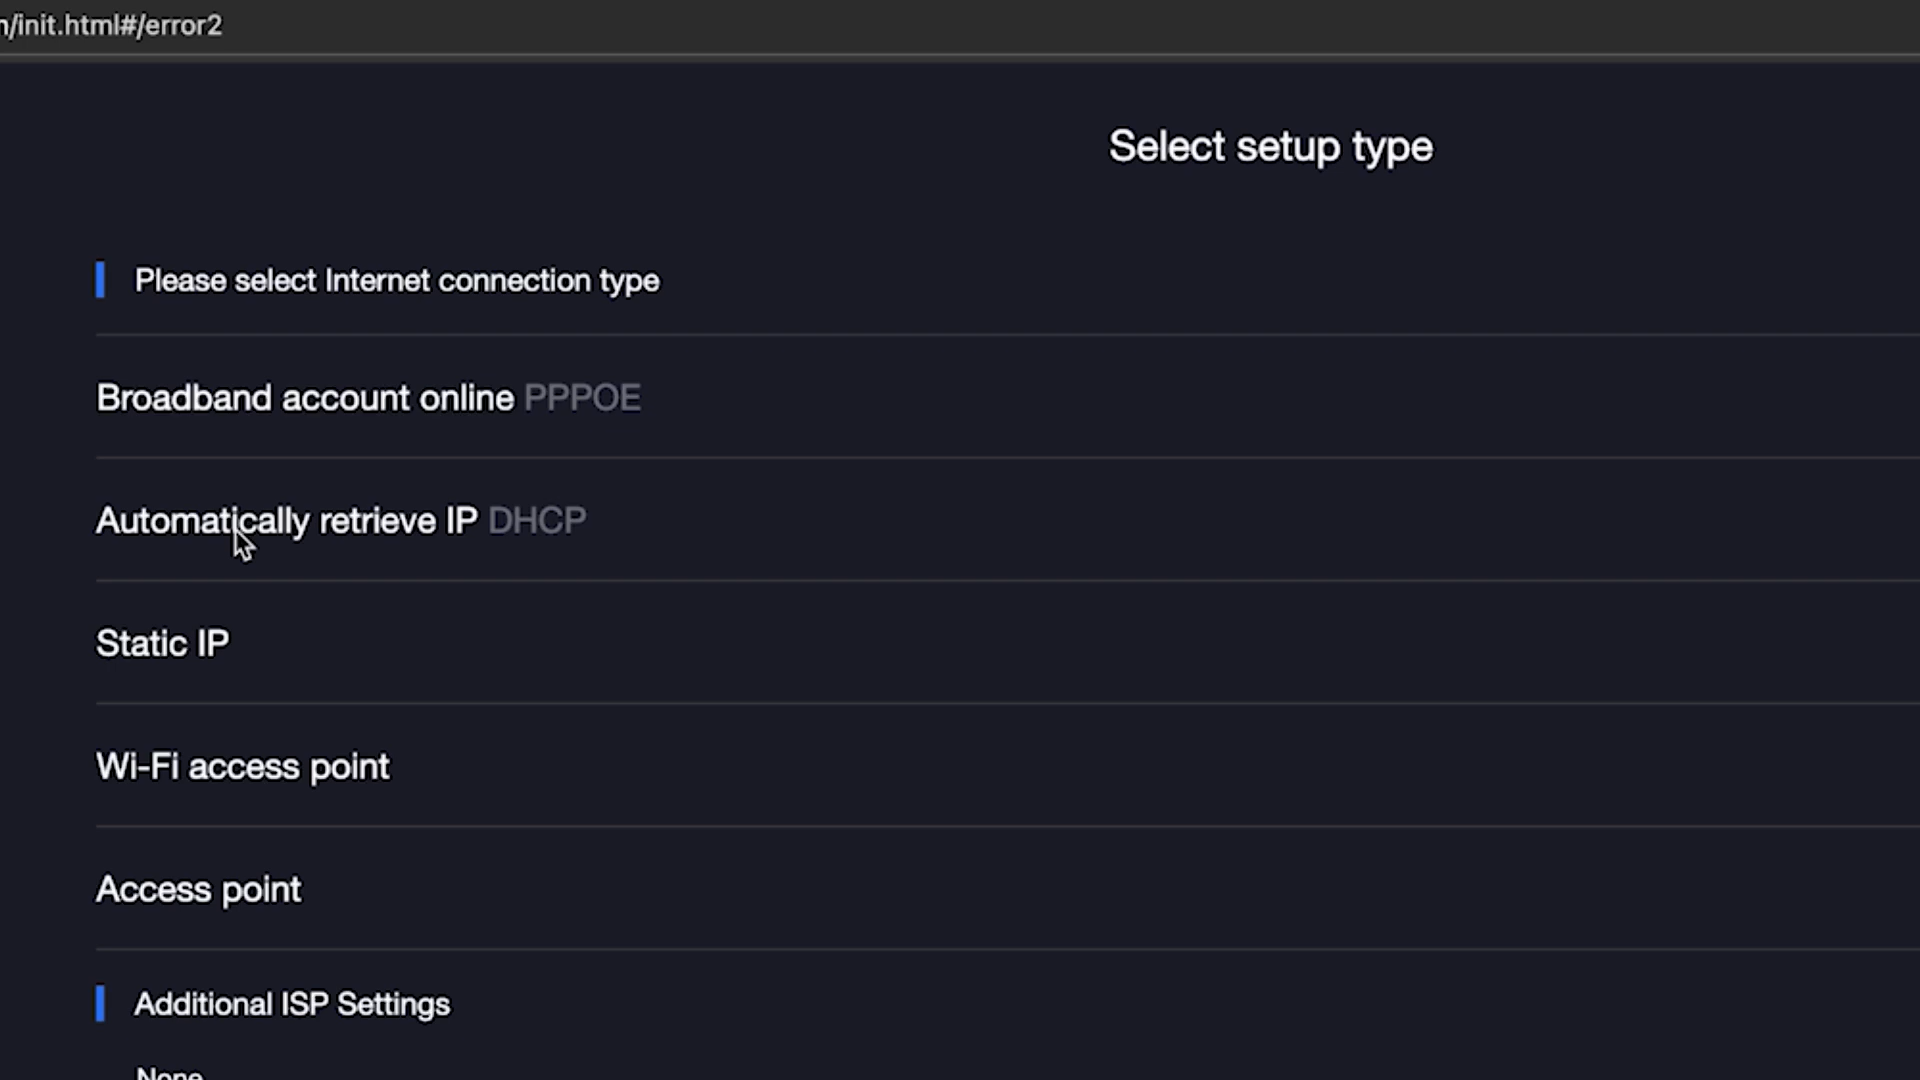 /init.html#/error2
Select setup type
Please select Internet connection type
Broadband account online PPPOE
Automatically retrieve IP DHCP
Static IP
Wi-Fi access point
Access point
Additional ISP Settings
None